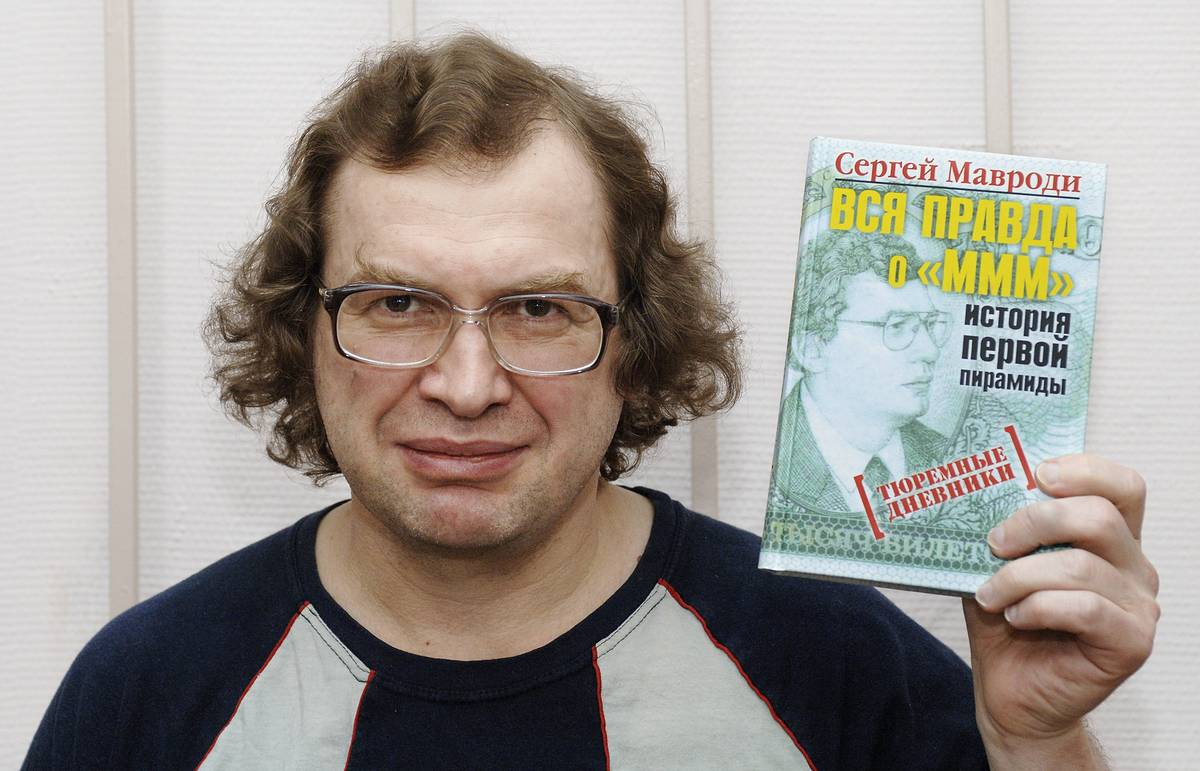 Сергей Мавроди
ВСЯ ПРАВДА
о «МММ»
история
первой
пирамиды
[ТЮРЕМНЫЕ
ДНЕВНИКИ]